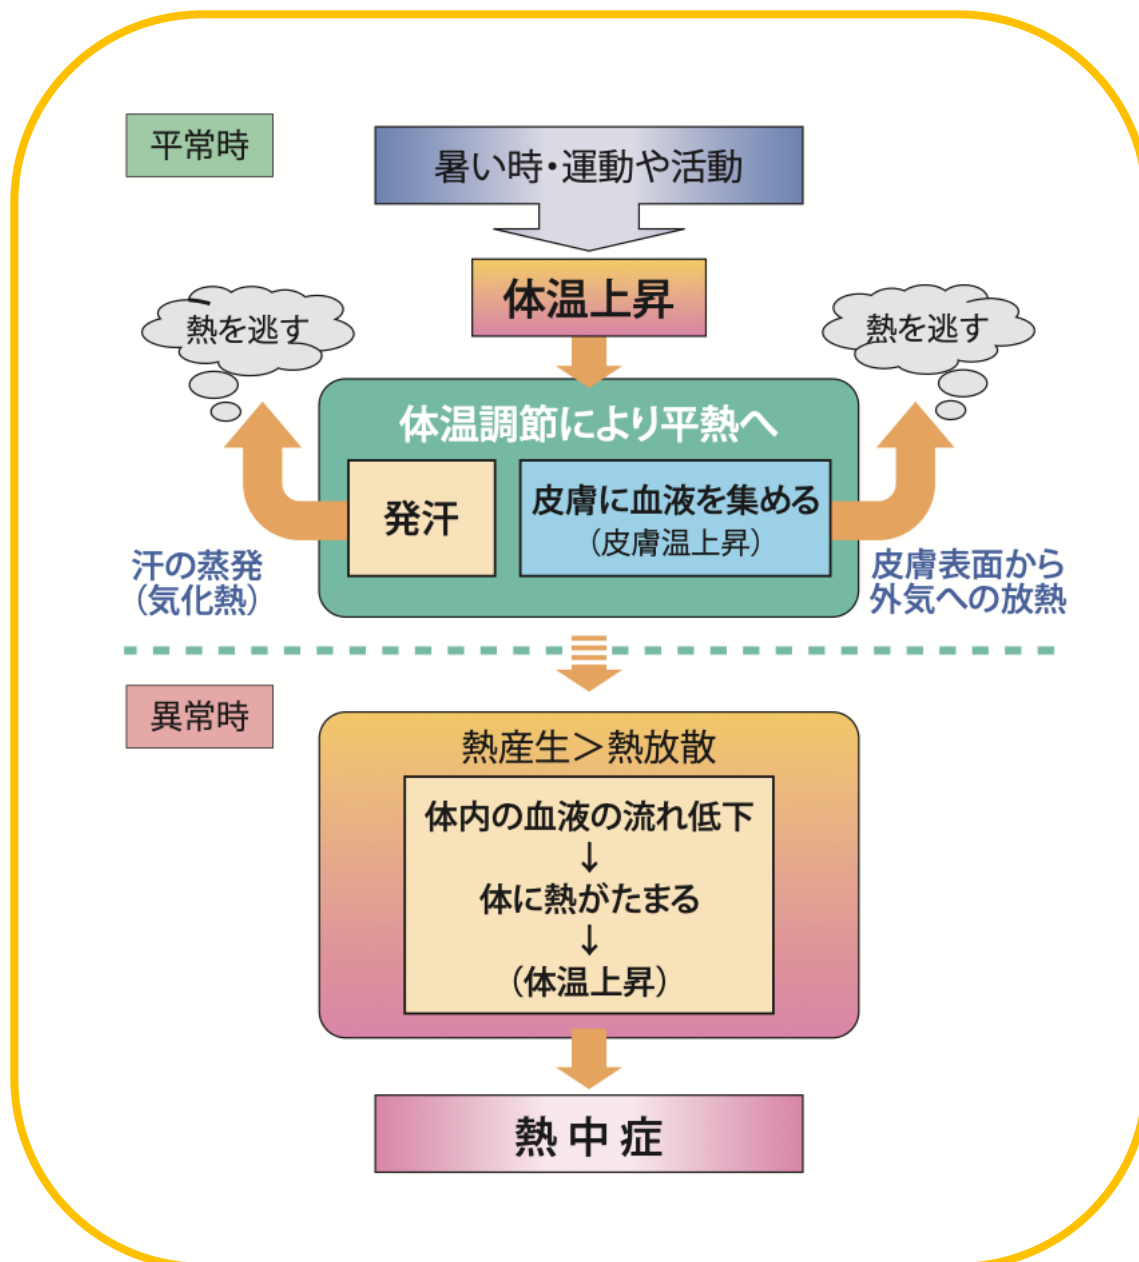 平常時
暑い時・運動や活動
体温上昇
熱を逃す
熱を逃す
体温調節により平熱へ
発汗
皮膚に血液を集める
（皮膚温上昇）
汗の蒸発
（気化熱）
皮膚表面から
外気への放熱
異常時
熱産生＞熱放散
体内の血液の流れ低下
↓
体に熱がたまる
↓
（体温上昇）
熱中症